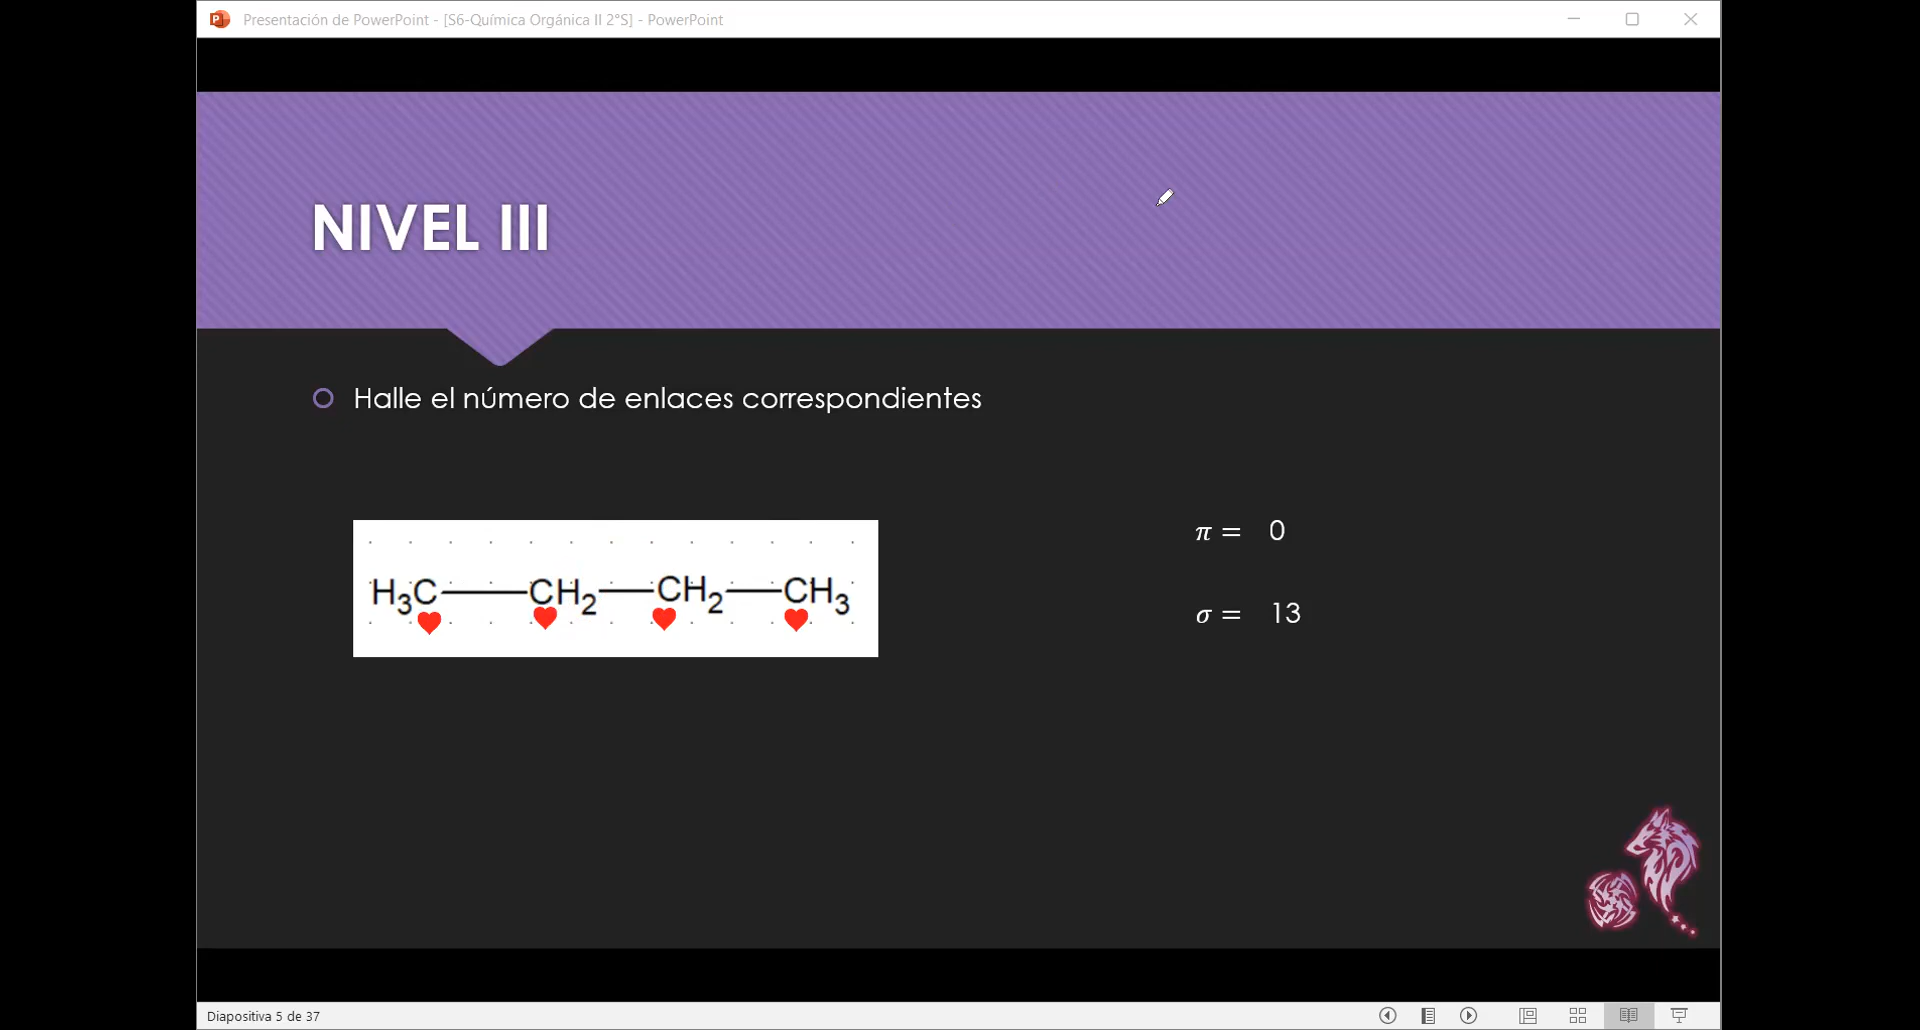 Presentación de PowerPoint - [S6-Química Orgánica II 2°S] - PowerPoint
NIVEL III
Halle el número de enlaces correspondientes
H₃C CH₂ CH₂ CH₃
π = 0
σ = 13
Diapositiva 5 de 37